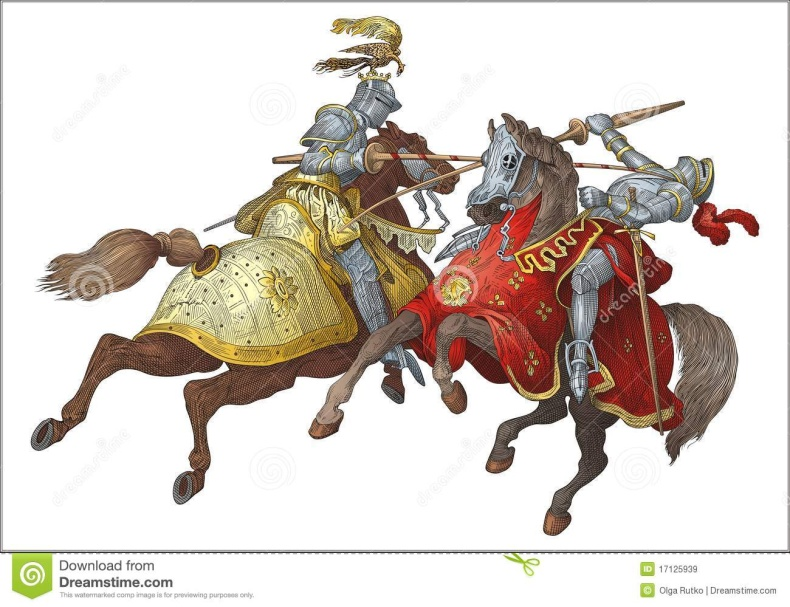 Download from
Dreamstime.com
This watermarked comp image is for previewing purposes only.
ID 17125939
© Olga Rutko | Dreamstime.com